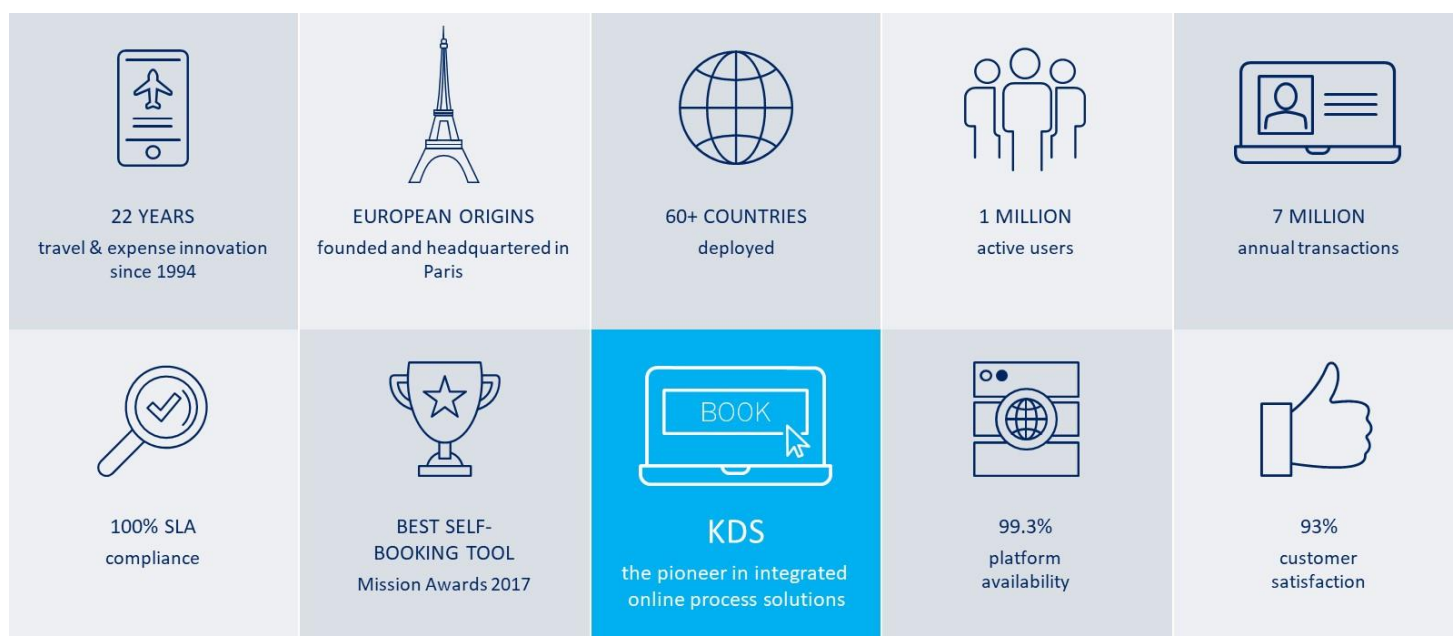 22 YEARS
travel & expense innovation
since 1994
EUROPEAN ORIGINS
founded and headquartered in
Paris
60+ COUNTRIES
deployed
1 MILLION
active users
7 MILLION
annual transactions
100% SLA
compliance
BEST SELF-
BOOKING TOOL
Mission Awards 2017
BOOK
KDS
the pioneer in integrated
online process solutions
99.3%
platform
availability
93%
customer
satisfaction